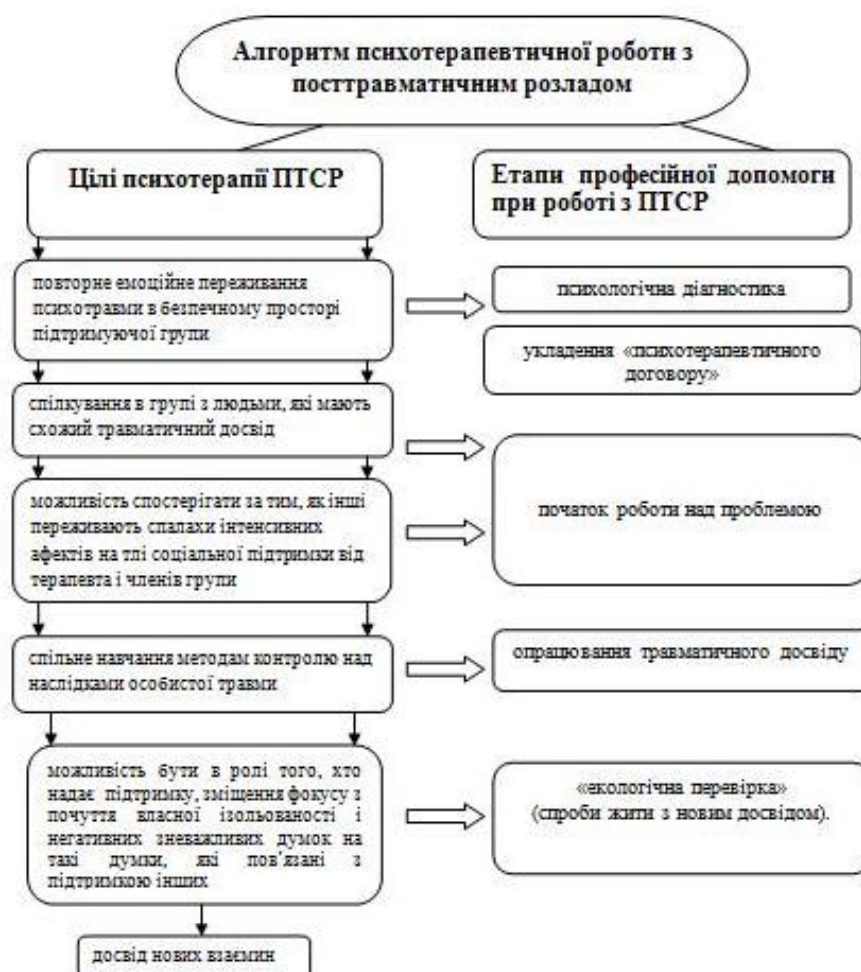 Алгоритм психотерапевтичної роботи з
посттравматичним розладом
Цілі психотерапії ПТСР
Етапи професійної допомоги
при роботі з ПТСР
повторне емоційне переживання
психотравми в безпечному просторі
підтримуючої групи
психологічна діагностика
укладення «психотерапевтичного
договору»
спілкування в групі з людьми, які мають
схожий травматичний досвід
можливість спостерігати за тим, як інші
переживають спалахи інтенсивних
афектів на тлі соціальної підтримки від
терапевта і членів групи
початок роботи над проблемою
спільне навчання методам контролю над
наслідками особистої травми
опрацювання травматичного досвіду
можливість бути в ролі того, хто
надає підтримку, зміщення фокусу з
почуття власної ізольованості і
негативних зневажливих думок на
такі думки, які пов’язані з
підтримкою інших
«екологічна перевірка»
(спроби жити з новим досвідом).
досвід нових взаємин